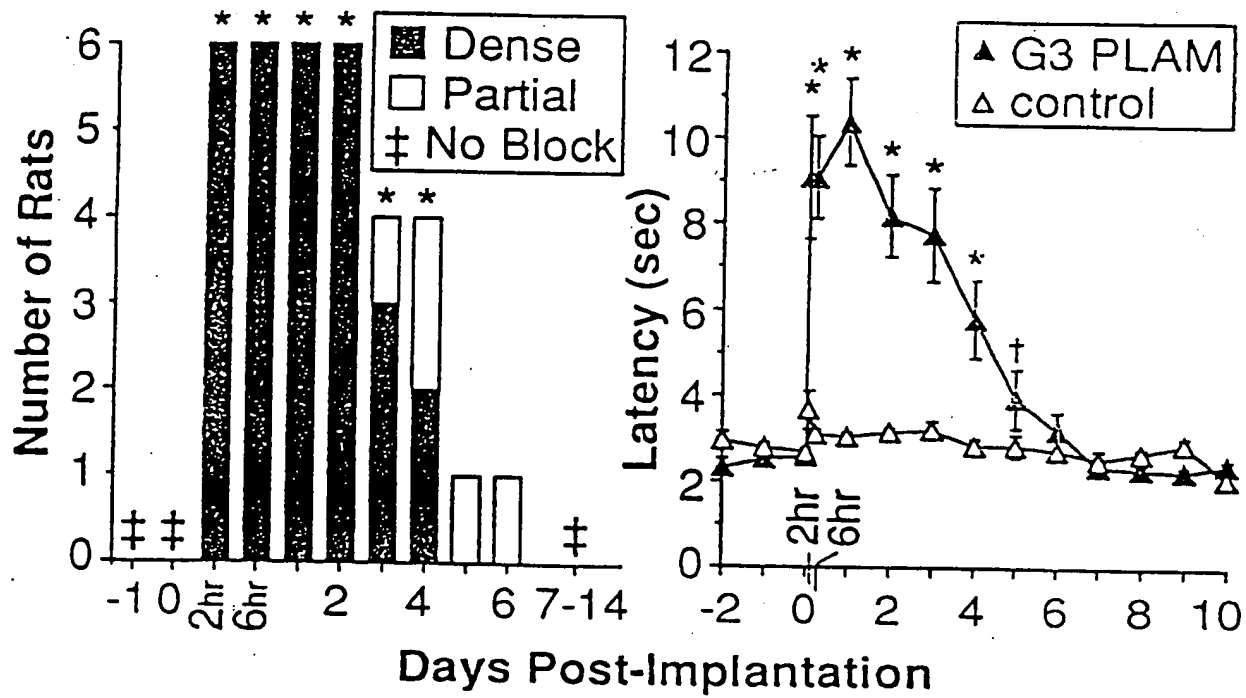 Number of Rats
6
5
4
3
2
1
0
* * * *
* *
‡ ‡ ‡
-1 0 2hr 6hr 2 4 6 7-14
Dense
Partial
‡ No Block
Latency (sec)
12
10
8
6
4
2
0
* * * * * * †
2hr
6hr
-2 0 2 4 6 8 10
G3 PLAM
control
Days Post-Implantation